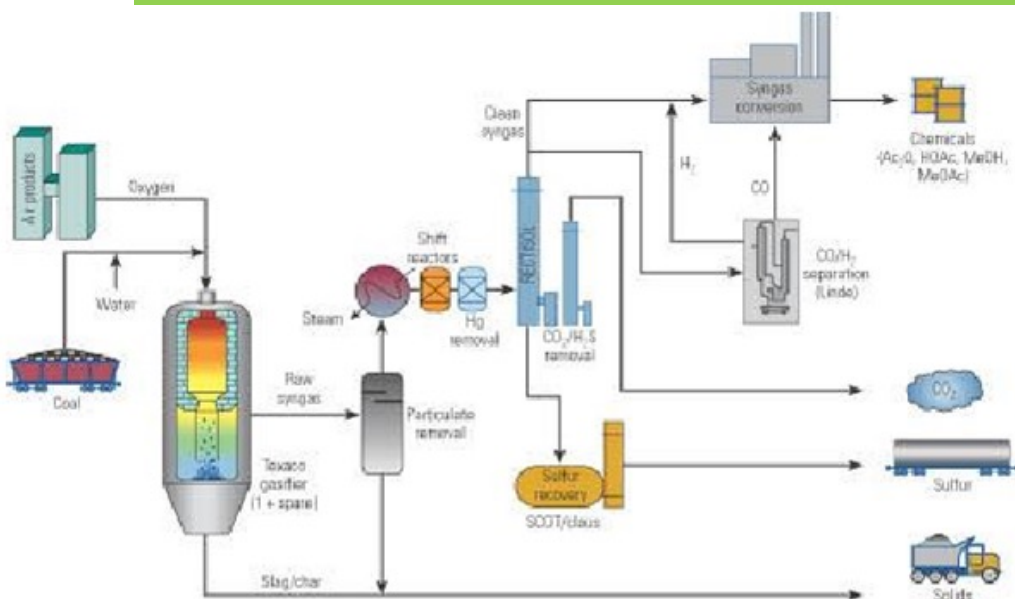 Air products
Oxygen
Water
Coal
Texaco
gasifier
(1 + spare)
Raw
syngas
Slag/char
Particulate
removal
Steam
Shift
reactors
Hg
removal
RECTISOL
CO₂/H₂S
removal
Clean
syngas
H₂
CO
Syngas
conversion
Chemicals
(Ac₂O, HOAc, MeOH,
MeOAc)
CO/H₂
separation
(Linde)
CO₂
Sulfur
recovery
SCOT/claus
Sulfur
Solids